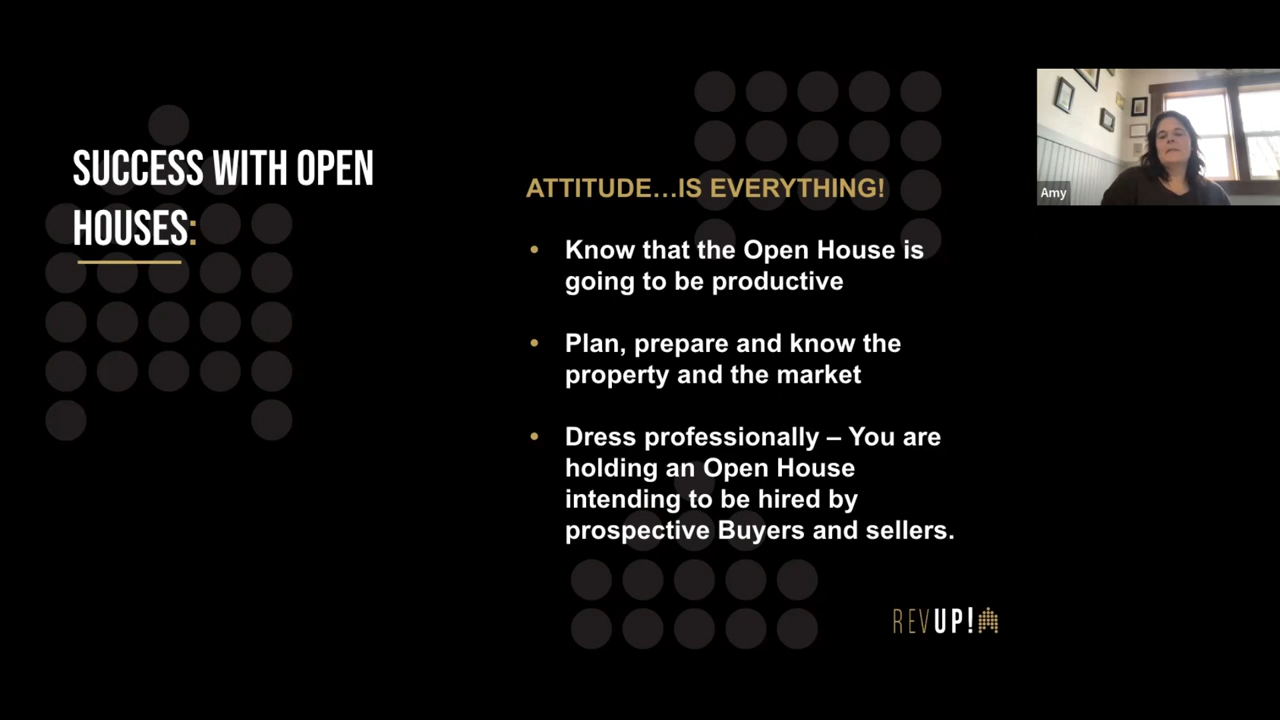 SUCCESS WITH OPEN
HOUSES:
ATTITUDE...IS EVERYTHING!
• Know that the Open House is
going to be productive
• Plan, prepare and know the
property and the market
• Dress professionally – You are
holding an Open House
intending to be hired by
prospective Buyers and sellers.
Amy
REVUP!